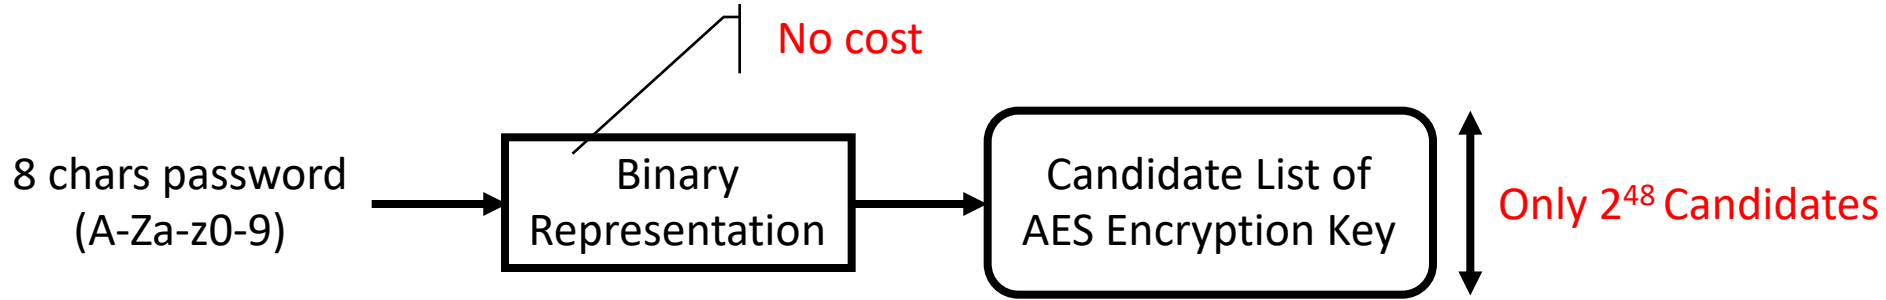 No cost
8 chars password
(A-Za-z0-9)
Binary
Representation
Candidate List of
AES Encryption Key
Only 2⁴⁸ Candidates